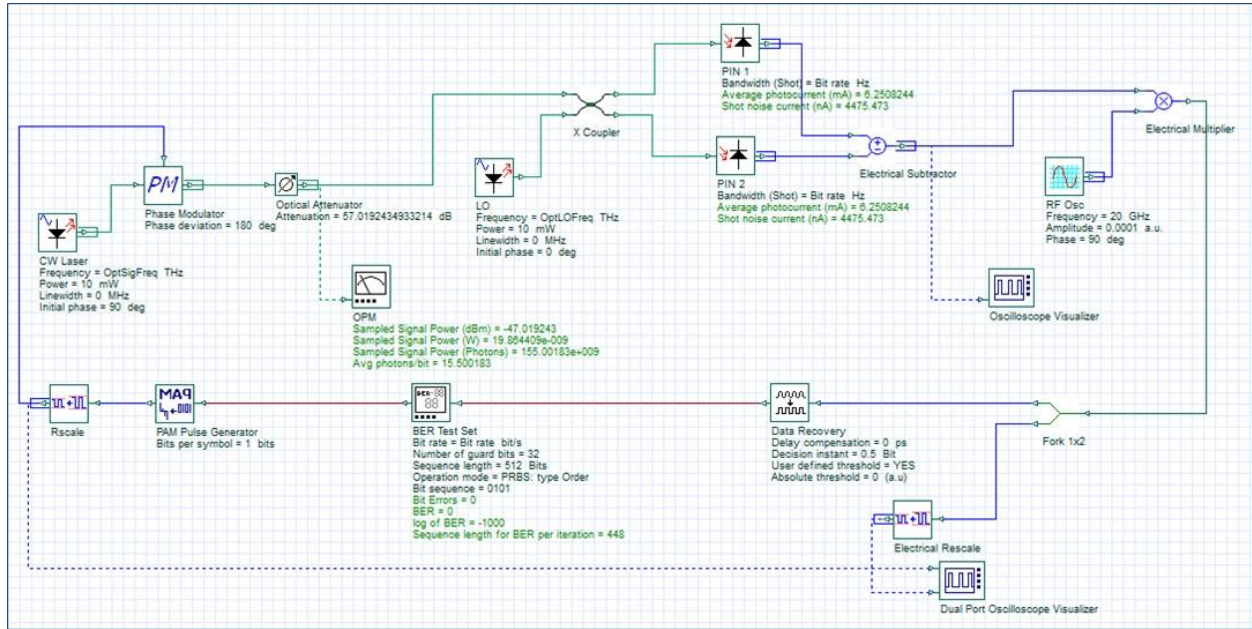 PIN 1
Bandwidth (Shot) = Bit rate Hz
Average photocurrent (mA) = 6.2508244
Shot noise current (nA) = 4475.473
X Coupler
Electrical Multiplier
PM
Phase Modulator
Phase deviation = 180 deg
Optical Attenuator
Attenuation = 57.0192434933214 dB
LO
Frequency = OptLOFreq THz
Power = 10 mW
Linewidth = 0 MHz
Initial phase = 0 deg
PIN 2
Bandwidth (Shot) = Bit rate Hz
Average photocurrent (mA) = 6.2508244
Shot noise current (nA) = 4475.473
Electrical Subtractor
RF Osc
Frequency = 20 GHz
Amplitude = 0.0001 a.u.
Phase = 90 deg
CW Laser
Frequency = OptSigFreq THz
Power = 10 mW
Linewidth = 0 MHz
Initial phase = 90 deg
OPM
Sampled Signal Power (dBm) = -47.019243
Sampled Signal Power (W) = 19.864409e-009
Sampled Signal Power (Photons) = 155.00183e+009
Avg photons/bit = 15.500183
Oscilloscope Visualizer
Rscale
PAM
0101
PAM Pulse Generator
Bits per symbol = 1 bits
BER-
88
BER Test Set
Bit rate = Bit rate bit/s
Number of guard bits = 32
Sequence length = 512 Bits
Operation mode = PRBS: type Order
Bit sequence = 0101
Bit Errors = 0
BER = 0
log of BER = -1000
Sequence length for BER per iteration = 448
Data Recovery
Delay compensation = 0 ps
Decision instant = 0.5 Bit
User defined threshold = YES
Absolute threshold = 0 (a.u)
Fork 1x2
Electrical Rescale
Dual Port Oscilloscope Visualizer